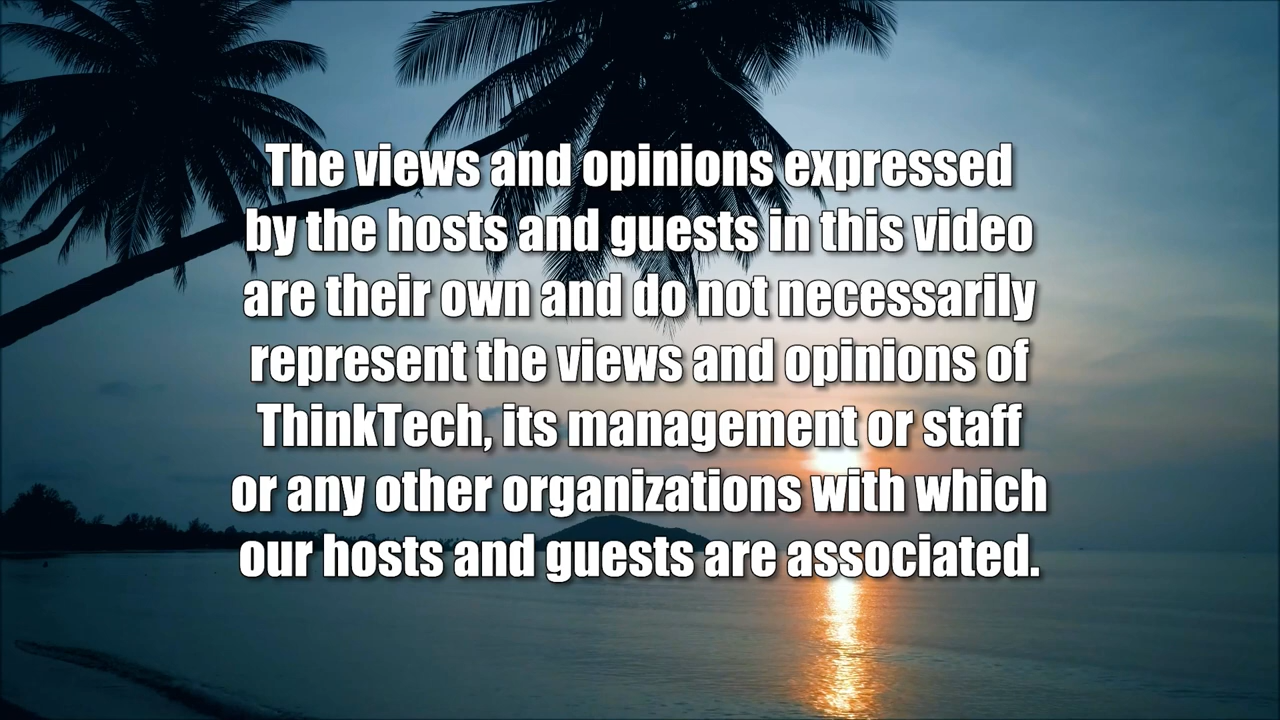 The views and opinions expressed
by the hosts and guests in this video
are their own and do not necessarily
represent the views and opinions of
ThinkTech, its management or staff
or any other organizations with which
our hosts and guests are associated.